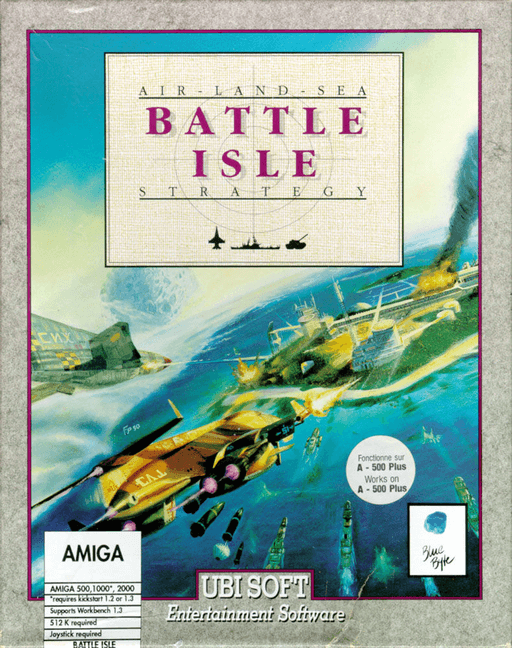 AIR-LAND-SEA
BATTLE
ISLE
STRATEGY
Fonctionne sur
A - 500 Plus
Works on
A - 500 Plus
Blue
Byte
AMIGA
AMIGA 500,1000*, 2000
*requires kickstart 1.2 or 1.3
Supports Workbench 1.3
512 K required
Joystick required
BATTLE ISLE
UBI SOFT
Entertainment Software